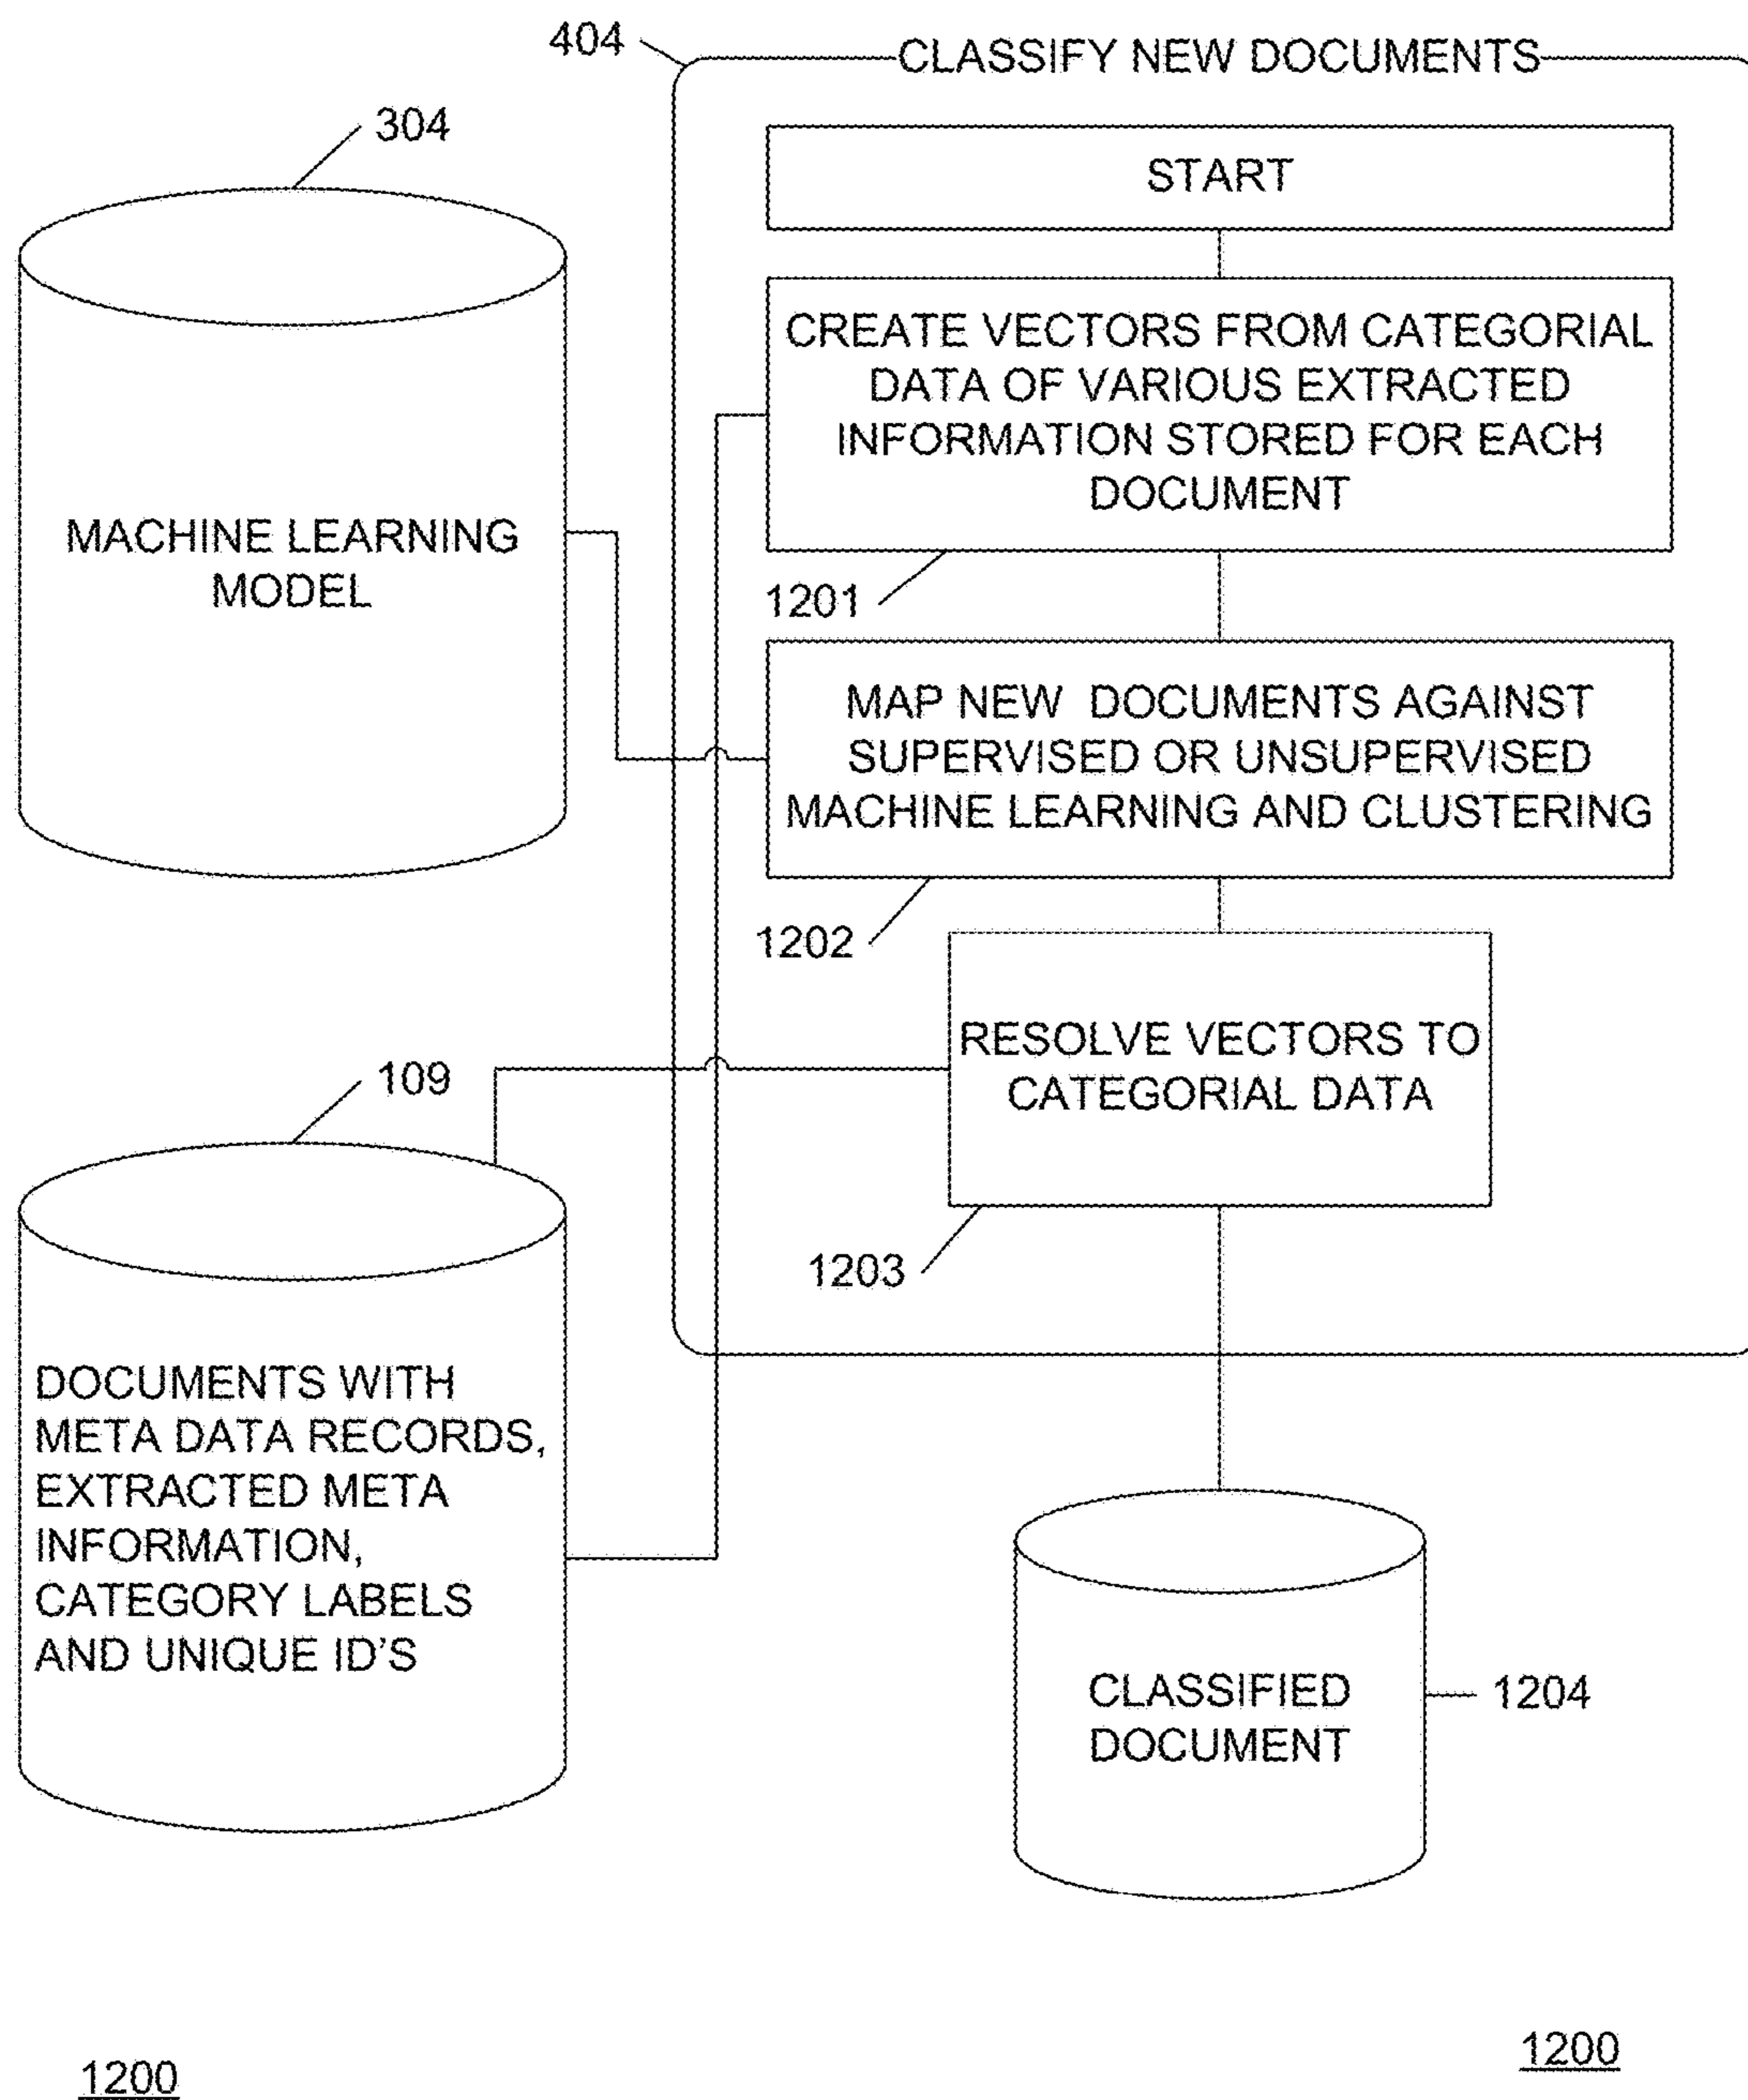 404
CLASSIFY NEW DOCUMENTS
304
START
MACHINE LEARNING
MODEL
CREATE VECTORS FROM CATEGORIAL
DATA OF VARIOUS EXTRACTED
INFORMATION STORED FOR EACH
DOCUMENT
1201
MAP NEW DOCUMENTS AGAINST
SUPERVISED OR UNSUPERVISED
MACHINE LEARNING AND CLUSTERING
1202
RESOLVE VECTORS TO
CATEGORIAL DATA
1203
109
DOCUMENTS WITH
META DATA RECORDS,
EXTRACTED META
INFORMATION,
CATEGORY LABELS
AND UNIQUE ID'S
CLASSIFIED
DOCUMENT
1204
1200
1200